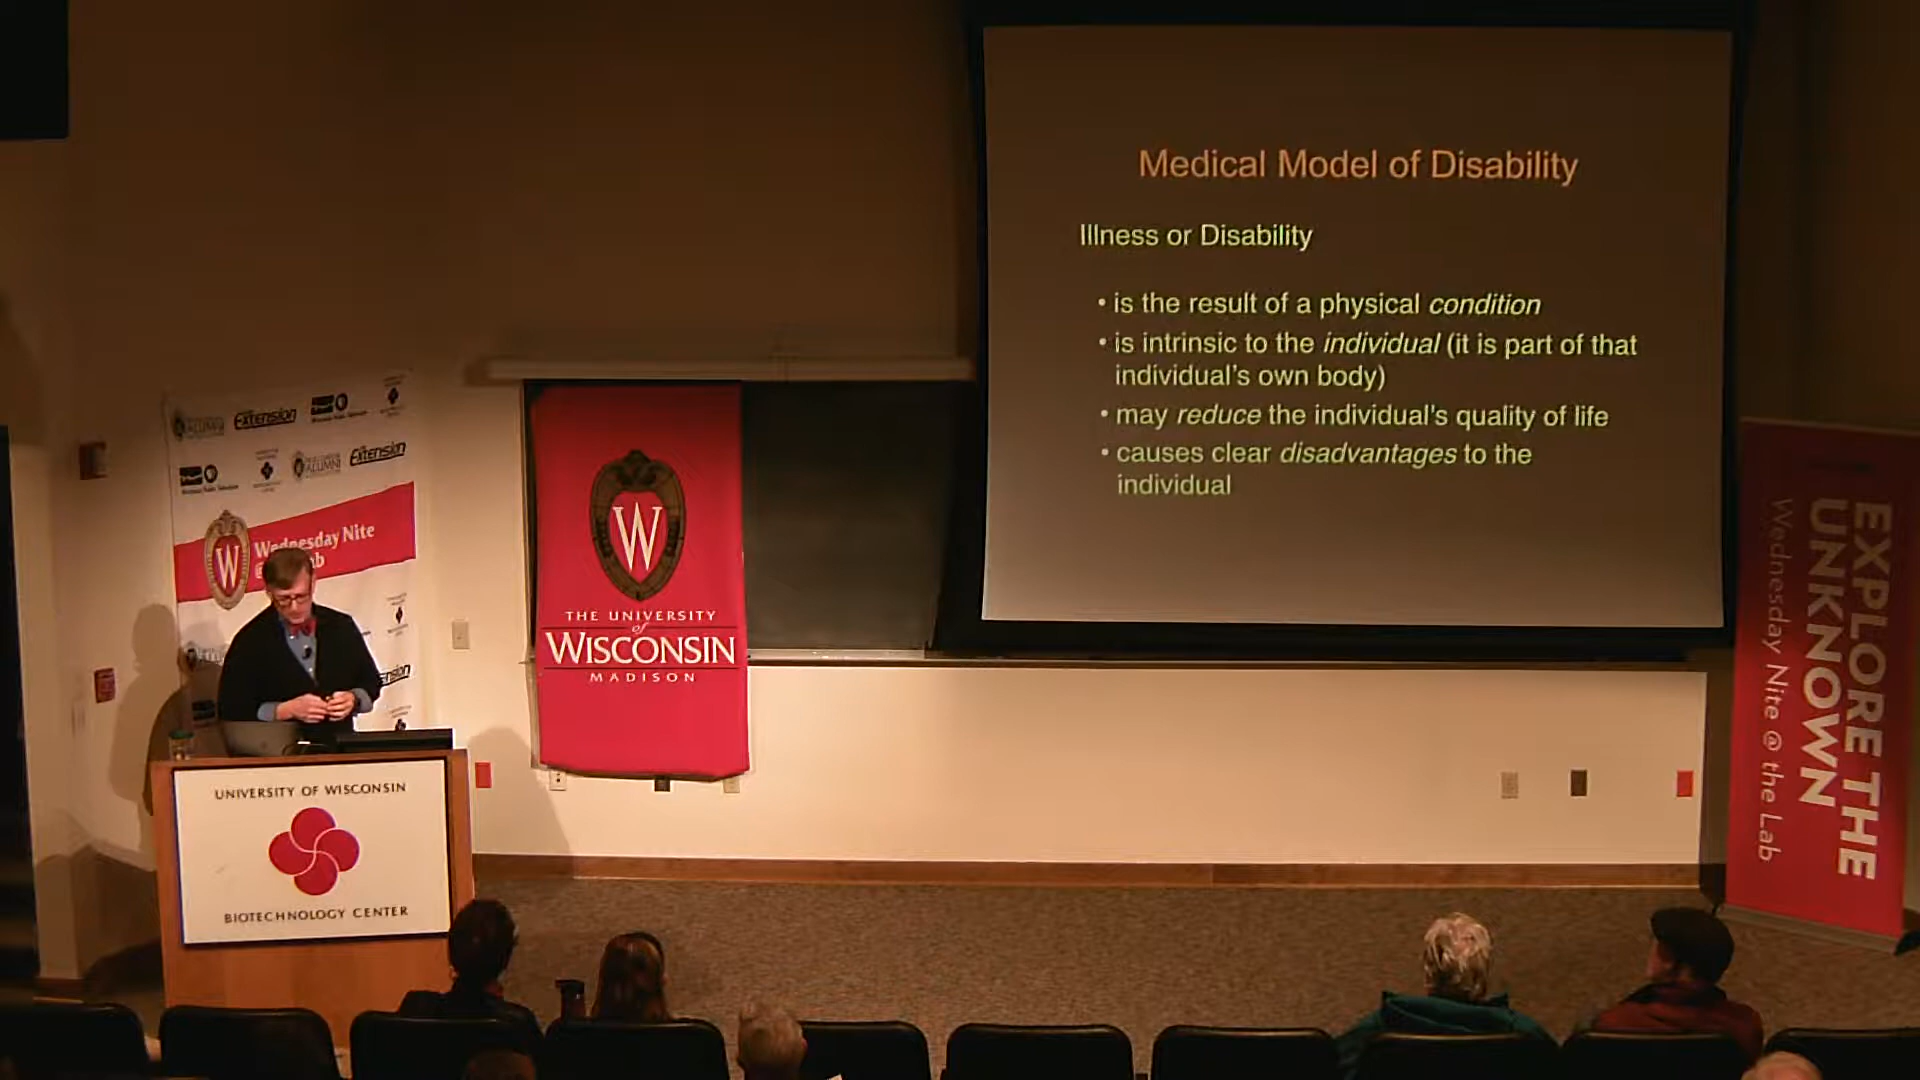 Medical Model of Disability
Illness or Disability
• is the result of a physical condition
• is intrinsic to the individual (it is part of that
individual's own body)
• may reduce the individual's quality of life
• causes clear disadvantages to the
individual
ALUMNI
Extension
ALUMNI
Extension
W
Wednesday Nite
W
THE UNIVERSITY
of
WISCONSIN
MADISON
UNIVERSITY OF WISCONSIN
BIOTECHNOLOGY CENTER
EXPLORE THE
UNKNOWN
Wednesday Nite @ the Lab